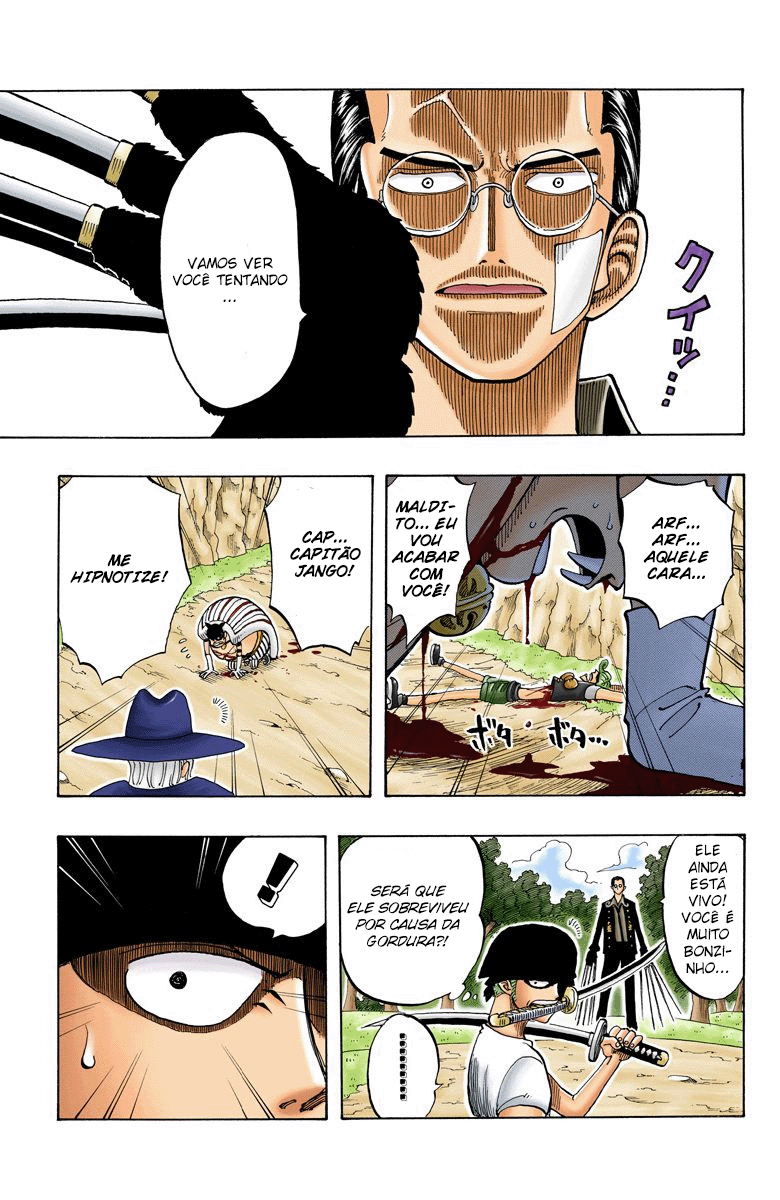 VAMOS VER
VOCÊ TENTANDO
...
クイッ...
ARF...
ARF...
AQUELE
CARA...
MALDI-
TO... EU
VOU
ACABAR
COM
VOCÊ!
ボタ・ボタ...
CAP...
CAPITÃO
JANGO!
ME
HIPNOTIZE!
ELE
AINDA
ESTÁ
VIVO!
VOCÊ É
MUITO
BONZI-
NHO...
SERÁ QUE
ELE SOBREVIVEU
POR CAUSA DA
GORDURA?!
.........
!